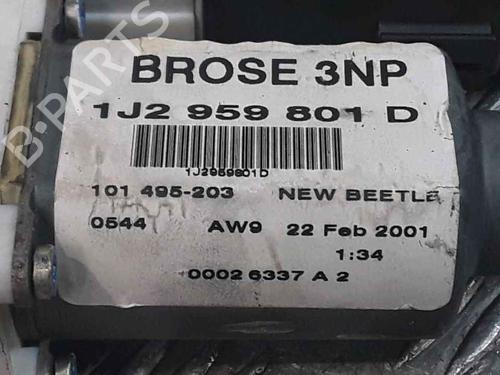 BROSE 3NP
1J2 959 801 D
1J2959801D
101 495-203 NEW BEETLE
0544 AW9 22 Feb 2001
1:34
0002 6337 A 2
B-PARTS